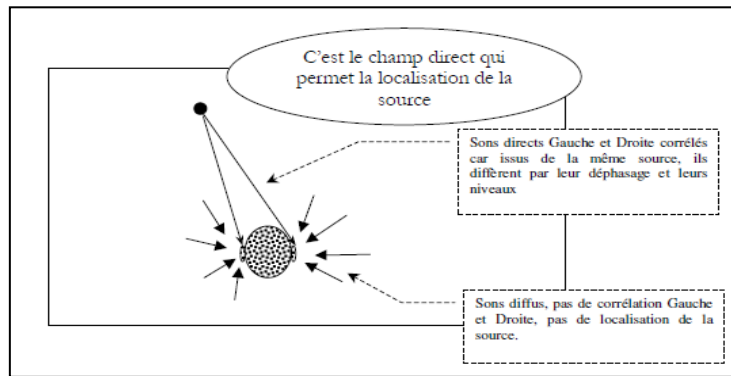 C'est le champ direct qui
permet la localisation de la
source
Sons directs Gauche et Droite corrélés
car issus de la même source, ils
diffèrent par leur déphasage et leurs
niveaux
Sons diffus, pas de corrélation Gauche
et Droite, pas de localisation de la
source.